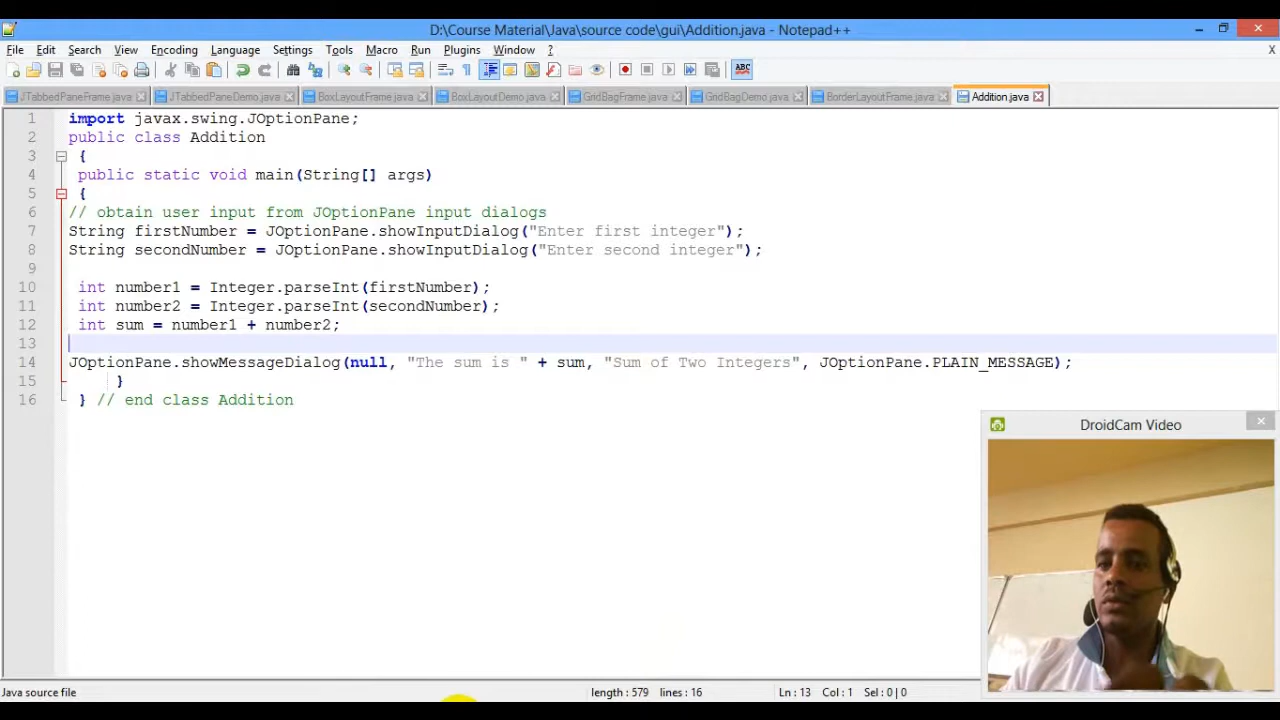 D:\Course Material\Java\source code\gui\Addition.java - Notepad++
File Edit Search View Encoding Language Settings Tools Macro Run Plugins Window ? X
ABC
JTabbedPaneFrame.java JTabbedPaneDemo.java BoxLayoutFrame.java BoxLayoutDemo.java GridBagFrame.java GridBagDemo.java BorderLayoutFrame.java Addition.java
1 import javax.swing.JOptionPane;
2 public class Addition
3 {
4 public static void main(String[] args)
5 {
6 // obtain user input from JOptionPane input dialogs
7 String firstNumber = JOptionPane.showInputDialog("Enter first integer");
8 String secondNumber = JOptionPane.showInputDialog("Enter second integer");
9
10 int number1 = Integer.parseInt(firstNumber);
11 int number2 = Integer.parseInt(secondNumber);
12 int sum = number1 + number2;
13
14 JOptionPane.showMessageDialog(null, "The sum is " + sum, "Sum of Two Integers", JOptionPane.PLAIN_MESSAGE);
15 }
16 } // end class Addition
DroidCam Video
Java source file length : 579 lines : 16 Ln : 13 Col : 1 Sel : 0 | 0